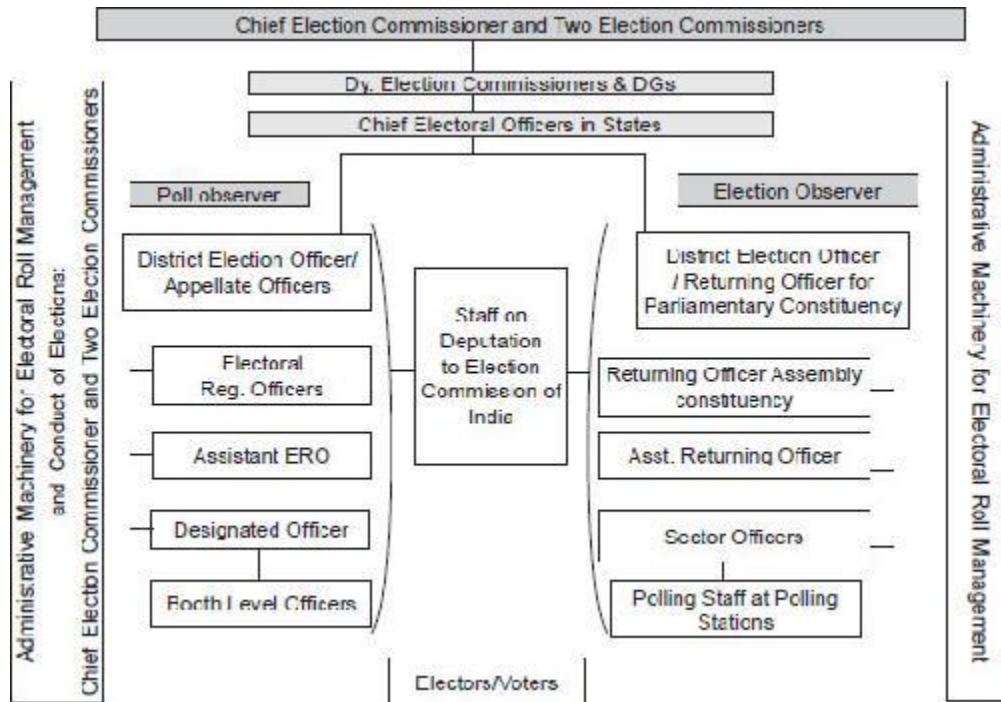 Chief Election Commissioner and Two Election Commissioners
Dy. Election Commissioners & DGs
Chief Electoral Officers in States
Administrative Machinery for Electoral Roll Management
and Conduct of Elections:
Chief Election Commissioner and Two Election Commissioners
Poll observer
District Election Officer/
Appellate Officers
Electoral
Reg. Officers
Assistant ERO
Designated Officer
Booth Level Officers
Staff on
Deputation
to Election
Commission of
India
Election Observer
District Election Officer
/ Returning Officer for
Parliamentary Constituency
Returning Officer Assembly
constituency
Asst. Returning Officer
Sector Officers
Polling Staff at Polling
Stations
Electors/Voters
Administrative Machinery for Electoral Roll Management